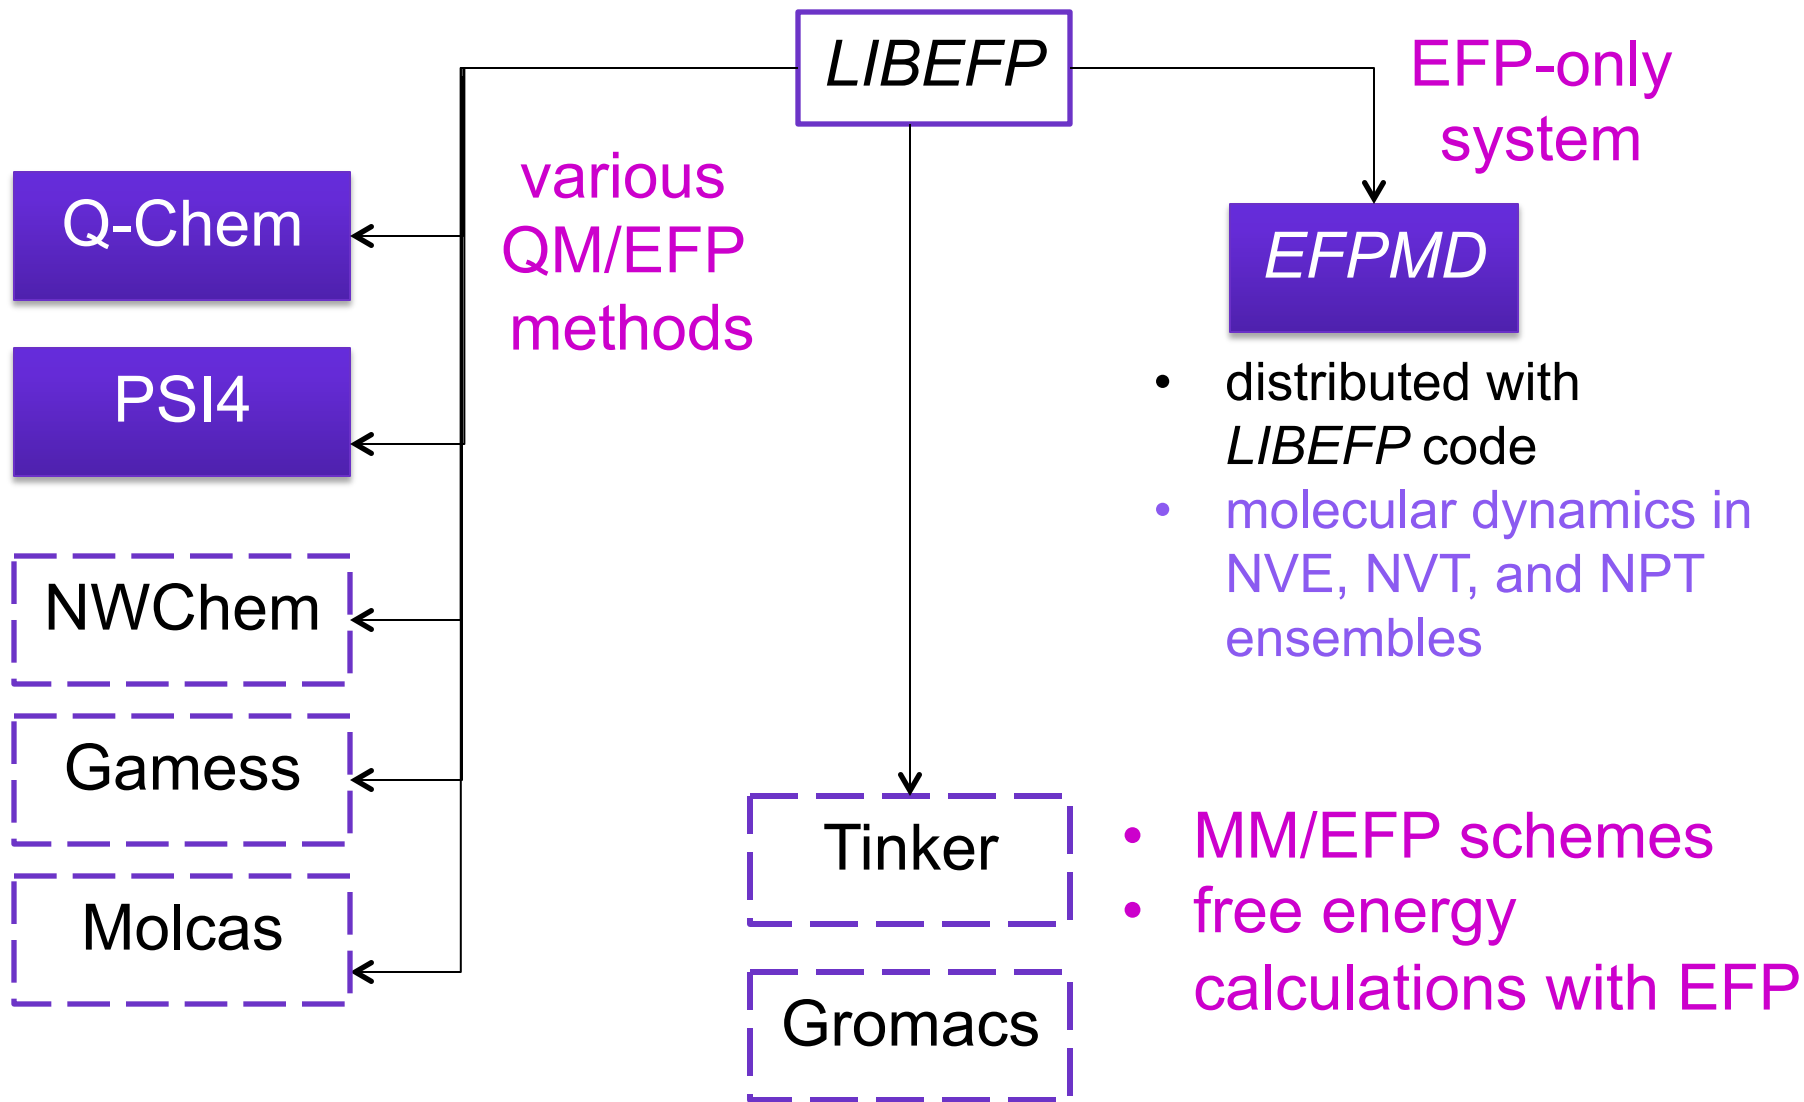 LIBEFP
EFP-only
system
various
QM/EFP
methods
Q-Chem
PSI4
NWChem
Gamess
Molcas
EFPMD
• distributed with
LIBEFP code
• molecular dynamics in
NVE, NVT, and NPT
ensembles
Tinker
Gromacs
• MM/EFP schemes
• free energy
calculations with EFP